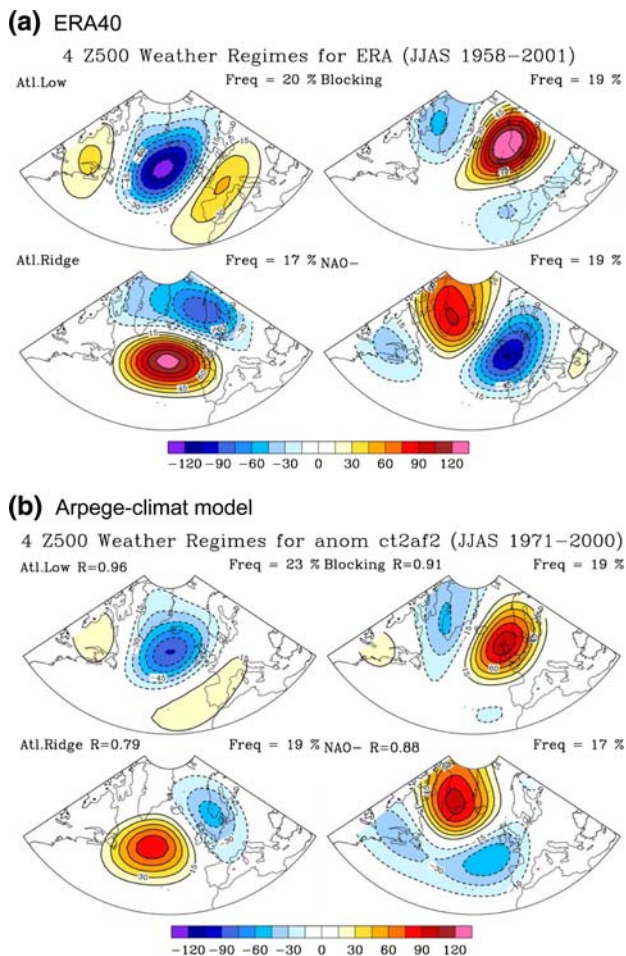 (a) ERA40
4 Z500 Weather Regimes for ERA (JJAS 1958−2001)
Atl.Low Freq = 20 % Blocking Freq = 19 %
Atl.Ridge Freq = 17 % NAO− Freq = 19 %
−120 −90 −60 −30 0 30 60 90 120
(b) Arpege-climat model
4 Z500 Weather Regimes for anom ct2af2 (JJAS 1971−2000)
Atl.Low R=0.96 Freq = 23 % Blocking R=0.91 Freq = 19 %
−45
60
Atl.Ridge R=0.79 Freq = 19 % NAO− R=0.88 Freq = 17 %
30
−30
−120 −90 −60 −30 0 30 60 90 120